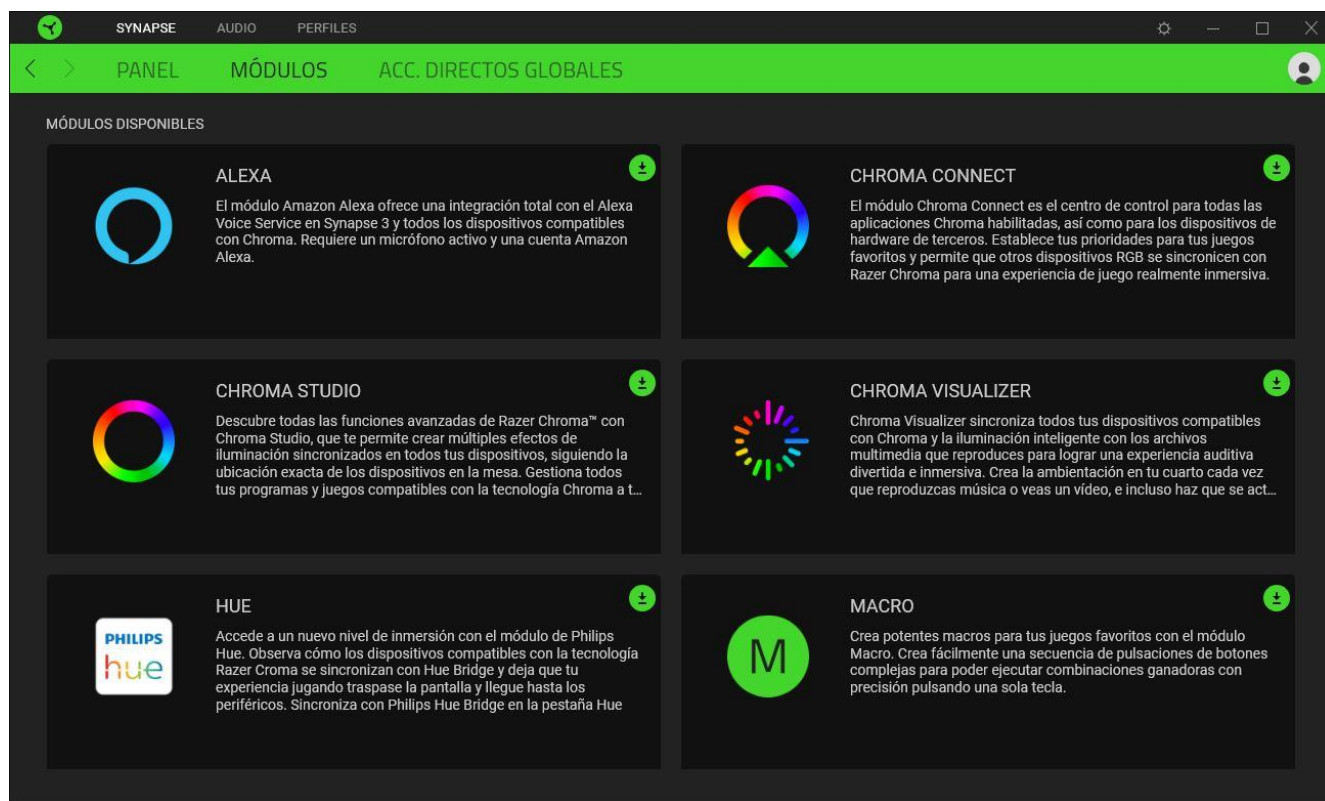 SYNAPSE AUDIO PERFILES
PANEL MÓDULOS ACC. DIRECTOS GLOBALES
MÓDULOS DISPONIBLES
ALEXA
El módulo Amazon Alexa ofrece una integración total con el Alexa
Voice Service en Synapse 3 y todos los dispositivos compatibles
con Chroma. Requiere un micrófono activo y una cuenta Amazon
Alexa.
CHROMA CONNECT
El módulo Chroma Connect es el centro de control para todas las
aplicaciones Chroma habilitadas, así como para los dispositivos de
hardware de terceros. Establece tus prioridades para tus juegos
favoritos y permite que otros dispositivos RGB se sincronicen con
Razer Chroma para una experiencia de juego realmente inmersiva.
CHROMA STUDIO
Descubre todas las funciones avanzadas de Razer Chroma™ con
Chroma Studio, que te permite crear múltiples efectos de
iluminación sincronizados en todos tus dispositivos, siguiendo la
ubicación exacta de los dispositivos en la mesa. Gestiona todos
tus programas y juegos compatibles con la tecnología Chroma a t...
CHROMA VISUALIZER
Chroma Visualizer sincroniza todos tus dispositivos compatibles
con Chroma y la iluminación inteligente con los archivos
multimedia que reproduces para lograr una experiencia auditiva
divertida e inmersiva. Crea la ambientación en tu cuarto cada vez
que reproduzcas música o veas un vídeo, e incluso haz que se act...
PHILIPS
hue
HUE
Accede a un nuevo nivel de inmersión con el módulo de Philips
Hue. Observa cómo los dispositivos compatibles con la tecnología
Razer Croma se sincronizan con Hue Bridge y deja que tu
experiencia jugando traspase la pantalla y llegue hasta los
periféricos. Sincroniza con Philips Hue Bridge en la pestaña Hue
M
MACRO
Crea potentes macros para tus juegos favoritos con el módulo
Macro. Crea fácilmente una secuencia de pulsaciones de botones
complejas para poder ejecutar combinaciones ganadoras con
precisión pulsando una sola tecla.